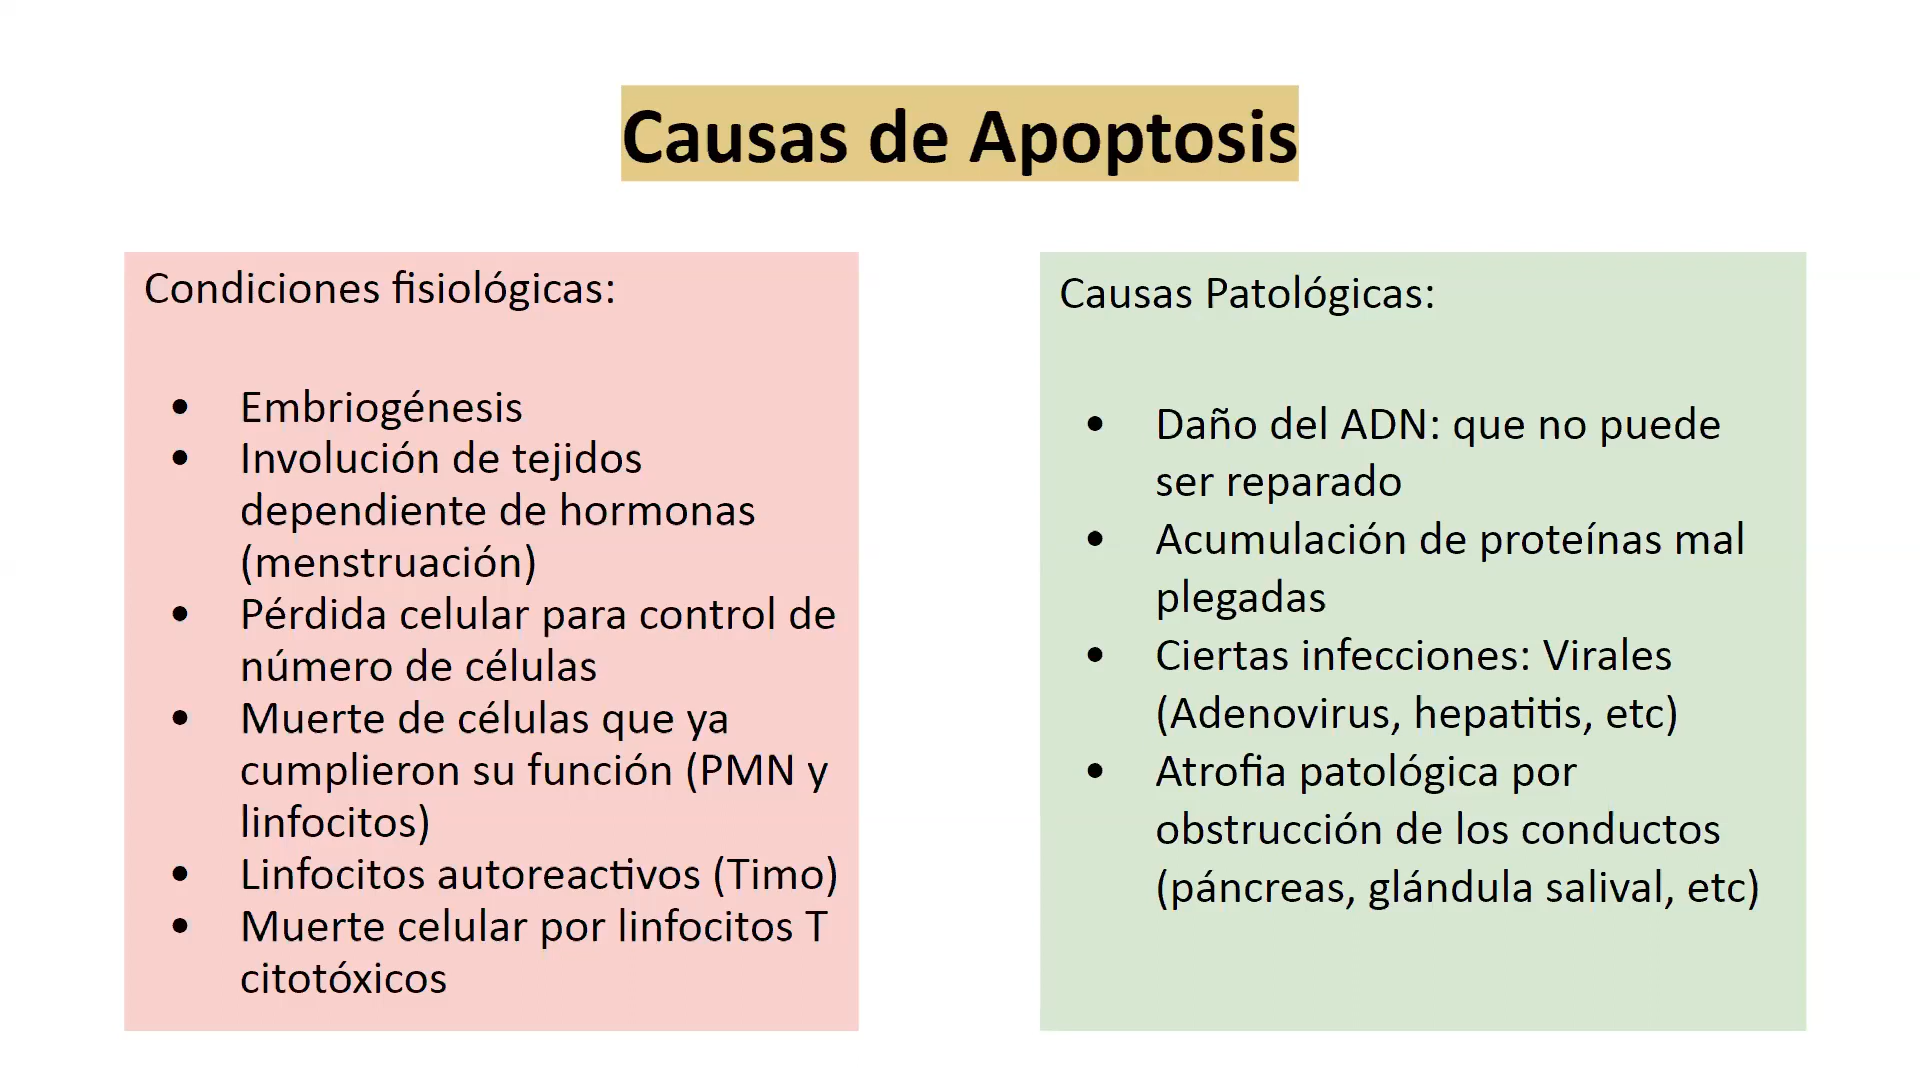 Causas de Apoptosis
Condiciones fisiológicas:
• Embriogénesis
• Involución de tejidos
dependiente de hormonas
(menstruación)
• Pérdida celular para control de
número de células
• Muerte de células que ya
cumplieron su función (PMN y
linfocitos)
• Linfocitos autoreactivos (Timo)
• Muerte celular por linfocitos T
citotóxicos
Causas Patológicas:
• Daño del ADN: que no puede
ser reparado
• Acumulación de proteínas mal
plegadas
• Ciertas infecciones: Virales
(Adenovirus, hepatitis, etc)
• Atrofia patológica por
obstrucción de los conductos
(páncreas, glándula salival, etc)